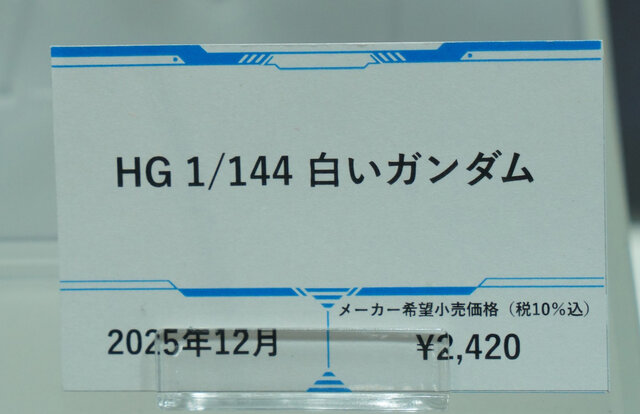 HG 1/144 白いガンダム
メーカー希望小売価格（税10%込）
2025年12月
¥2,420